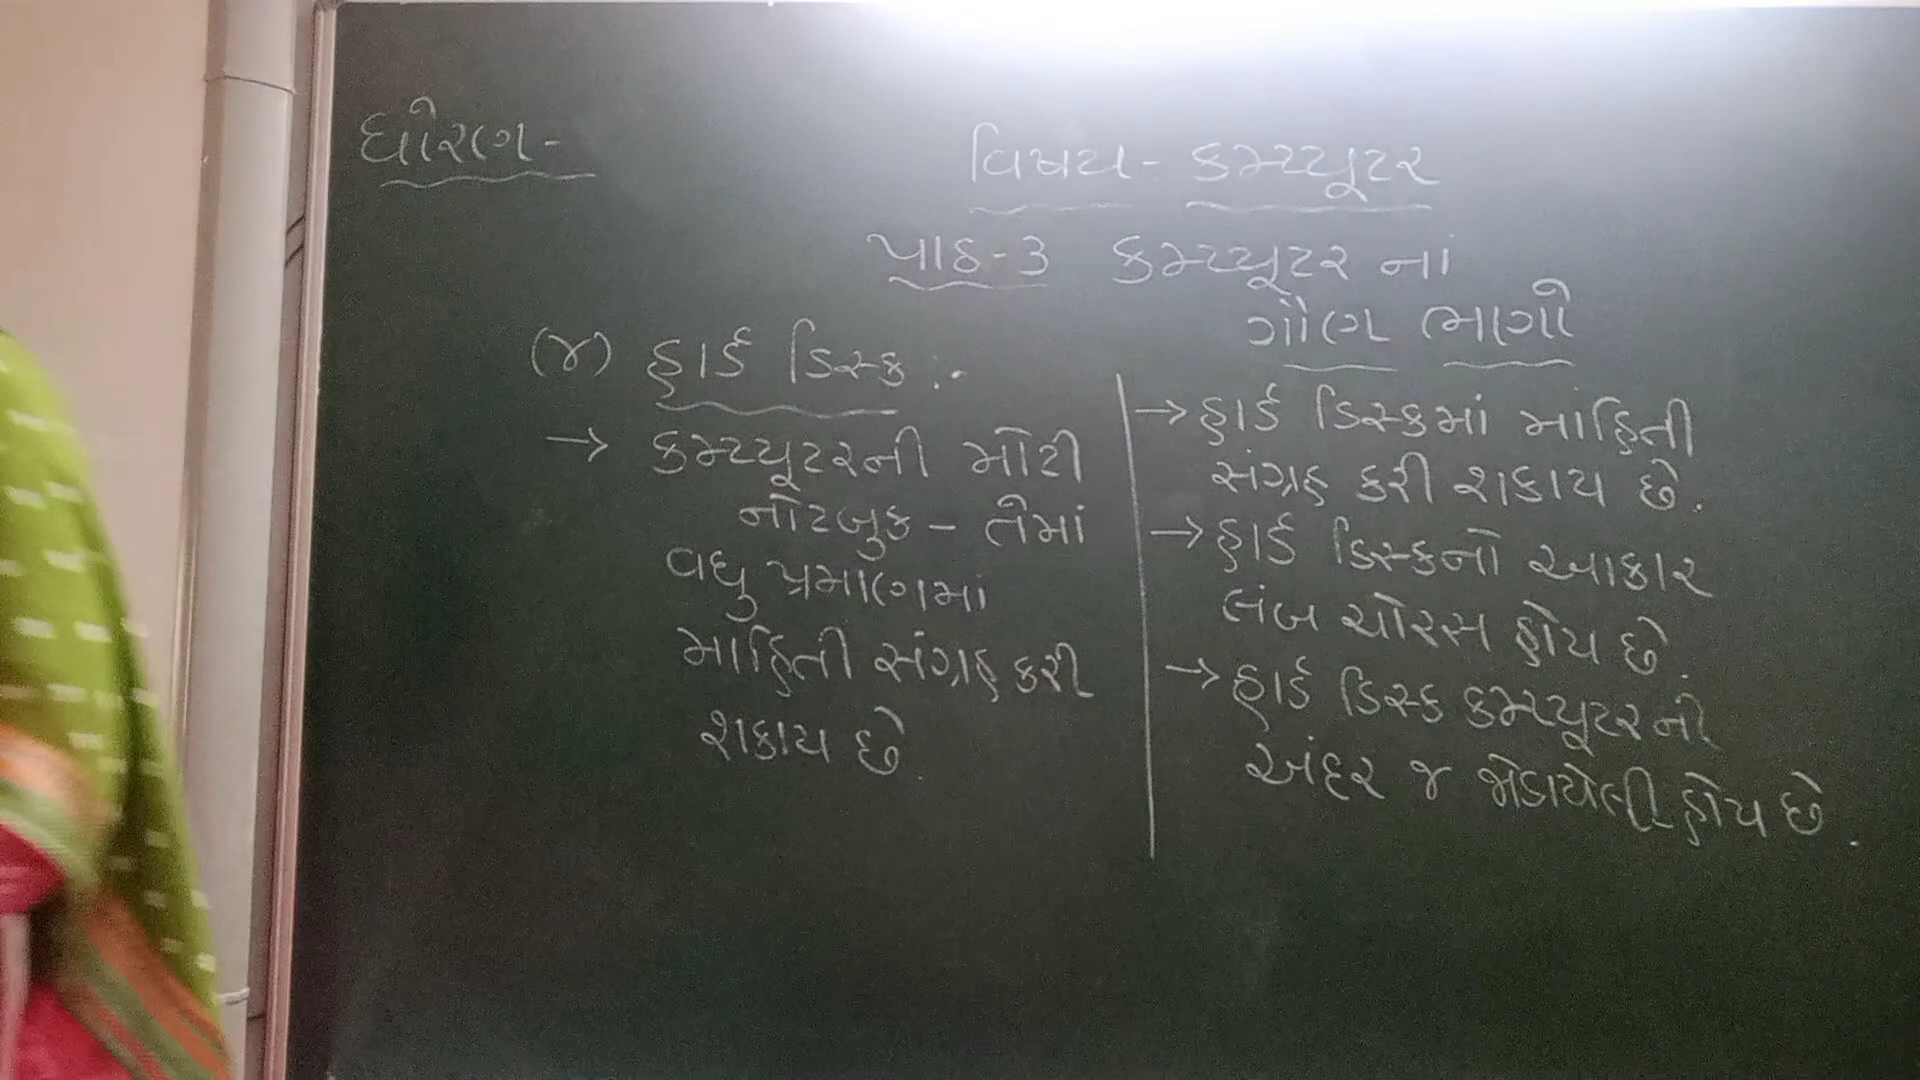 ધોરણ-
વિષય- કમ્પ્યૂટર
પાઠ-૩ કમ્પ્યૂટર નાં
ગૌણ ભાગો
(૪) હાર્ડ ડિસ્ક :-
→ કમ્પ્યૂટરની મોટી
નોટબુક - તેમાં
વધુ પ્રમાણમાં
માહિતી સંગ્રહ કરી
શકાય છે.
→ હાર્ડ ડિસ્કમાં માંહિતી
સંગ્રહ કરી શકાય છે.
→ હાર્ડ ડિસ્કનો આકાર
લંબ ચોરસ હોય છે.
→ હાર્ડ ડિસ્ક કમ્પ્યૂટરની
અંદર જ જોડાયેલી હોય છે.